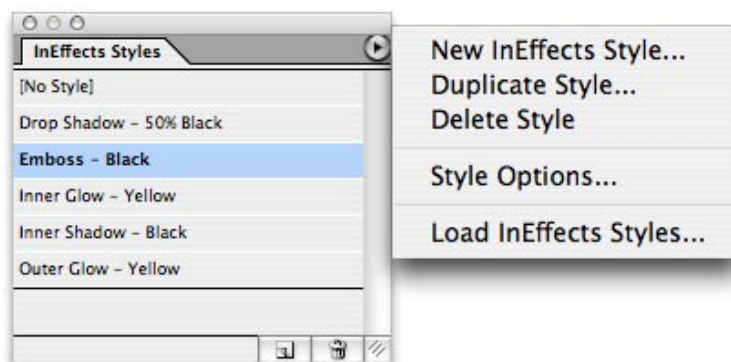 InEffects Styles
[No Style]
Drop Shadow – 50% Black
Emboss – Black
Inner Glow – Yellow
Inner Shadow – Black
Outer Glow – Yellow
New InEffects Style...
Duplicate Style...
Delete Style
Style Options...
Load InEffects Styles...